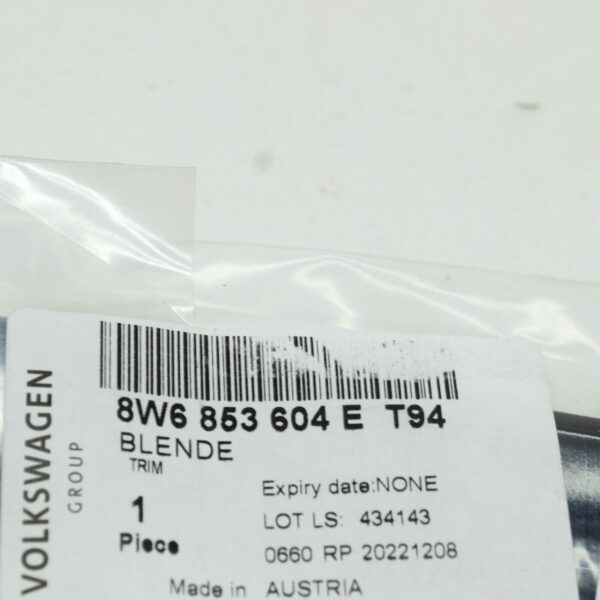 8W6 853 604 E T94
BLENDE
TRIM
1
Piece
Expiry date:NONE
LOT LS: 434143
0660 RP 20221208
Made in AUSTRIA
VOLKSWAGEN
GROUP